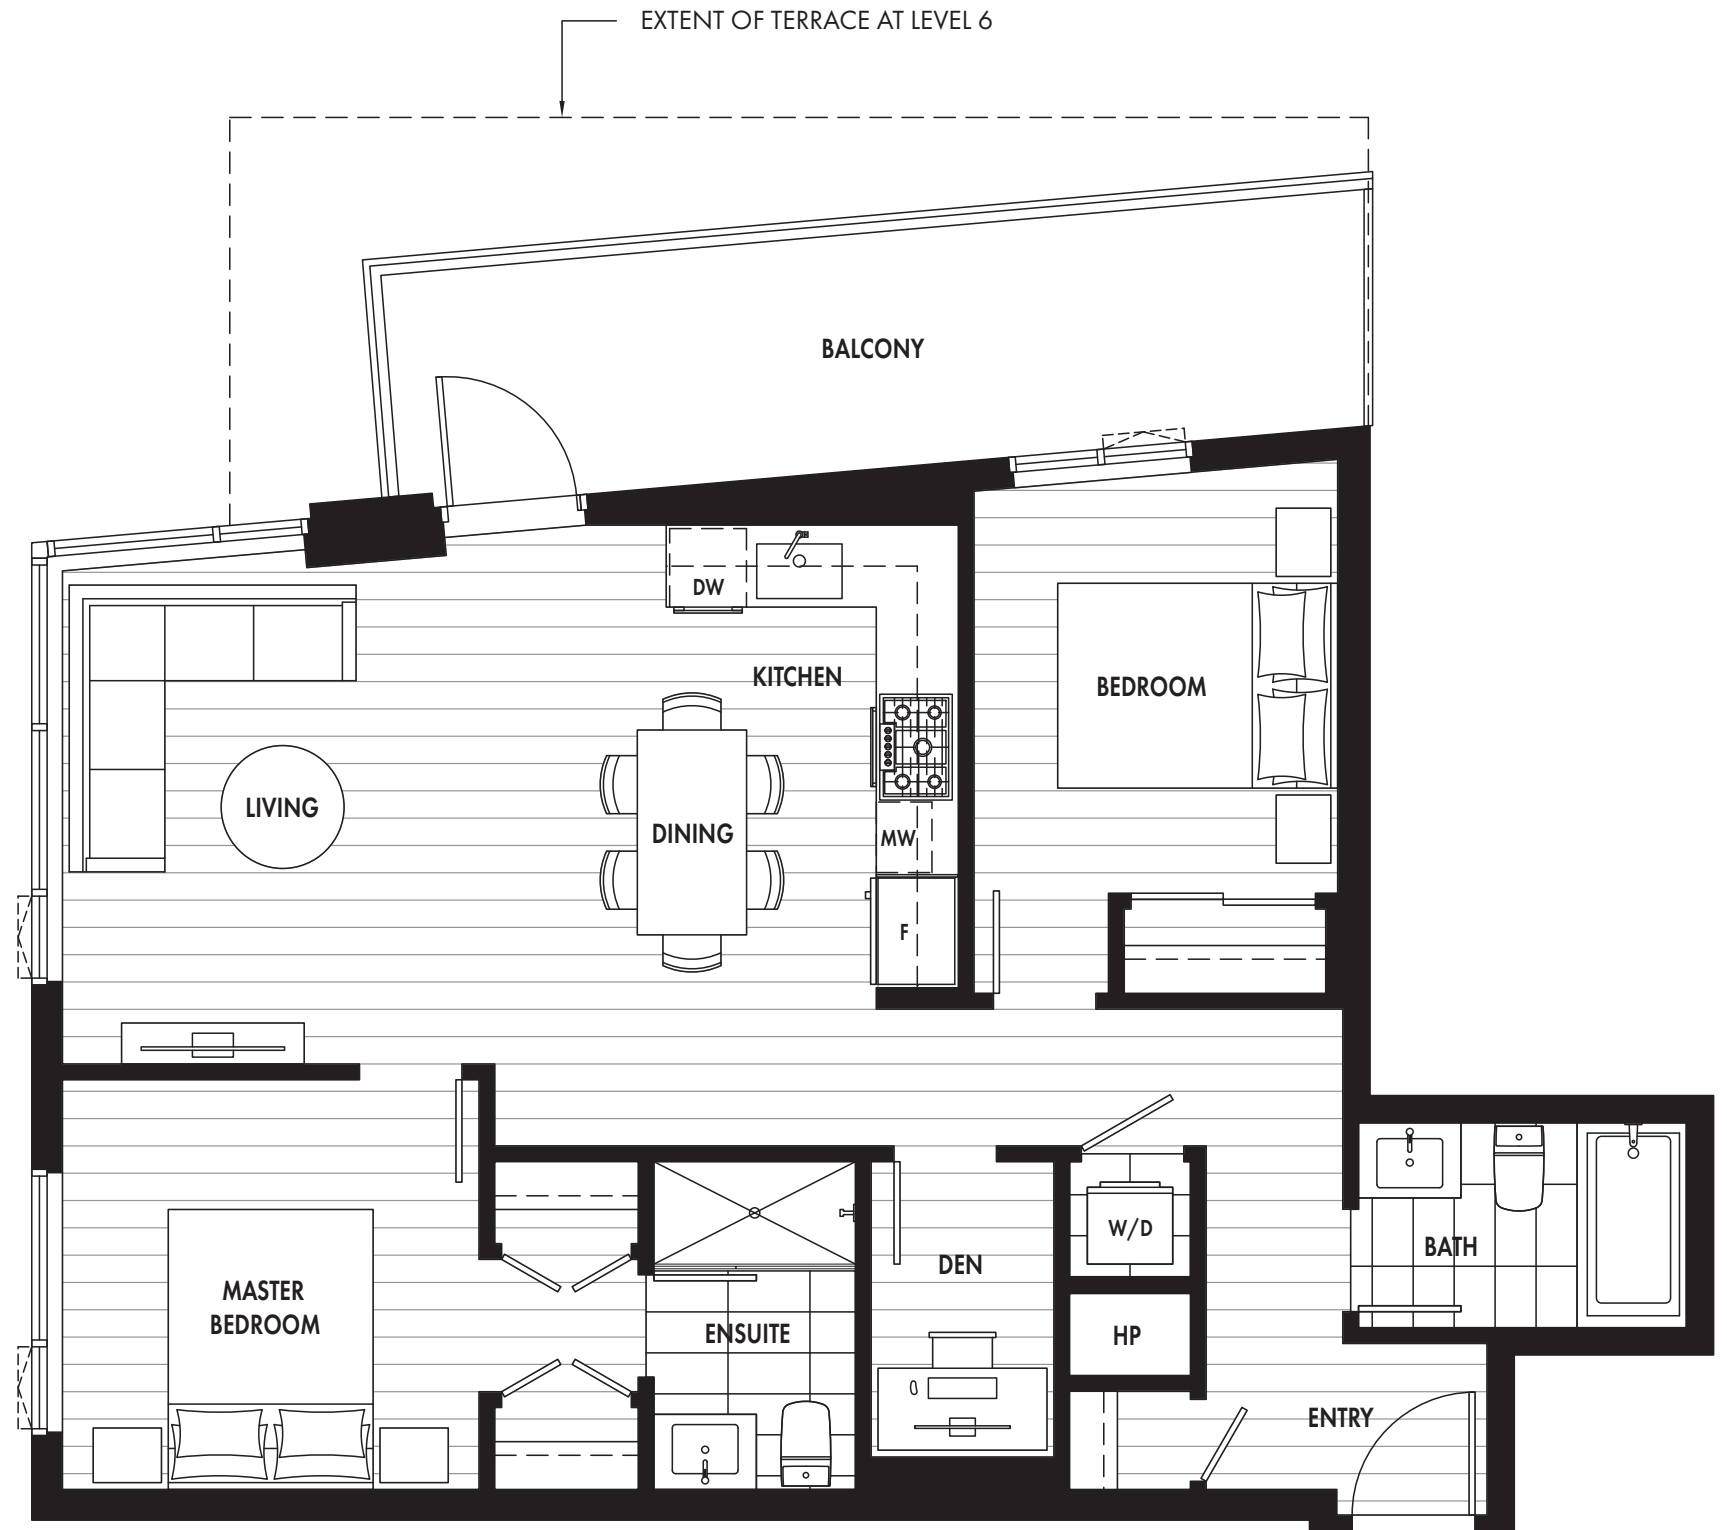 EXTENT OF TERRACE AT LEVEL 6
BALCONY
DW
KITCHEN
BEDROOM
LIVING
DINING
MW
F
W/D
BATH
DEN
MASTER
BEDROOM
ENSUITE
HP
ENTRY